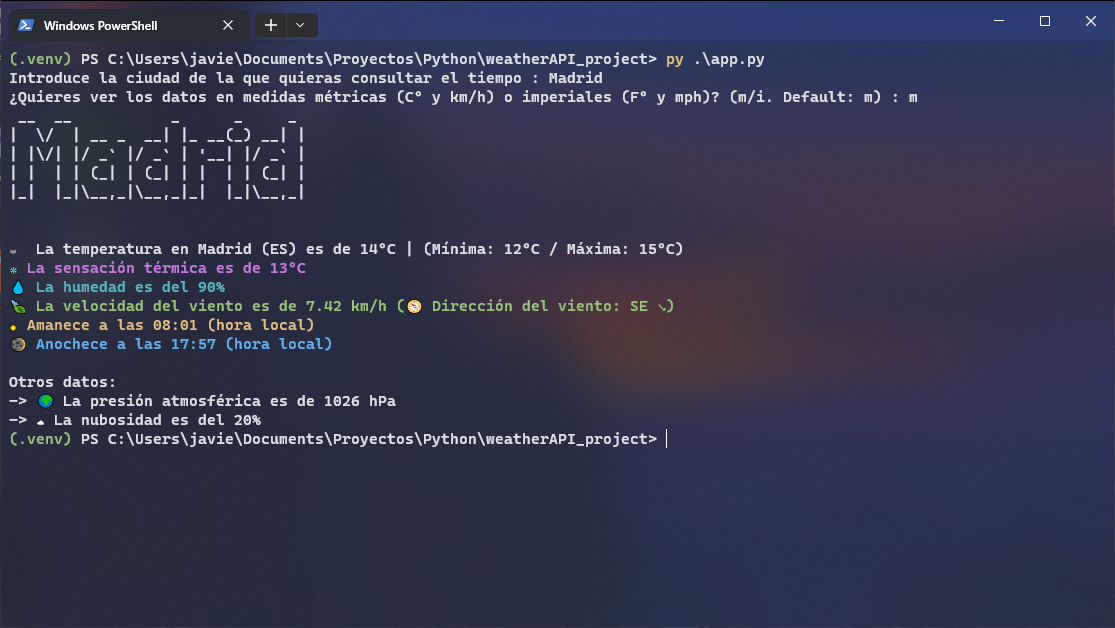 Windows PowerShell
(.venv) PS C:\Users\javie\Documents\Proyectos\Python\weatherAPI_project> py .\app.py
Introduce la ciudad de la que quieras consultar el tiempo : Madrid
¿Quieres ver los datos en medidas métricas (C° y km/h) o imperiales (F° y mph)? (m/i. Default: m) : m
Madrid
La temperatura en Madrid (ES) es de 14°C | (Mínima: 12°C / Máxima: 15°C)
La sensación térmica es de 13°C
La humedad es del 90%
La velocidad del viento es de 7.42 km/h (🧭 Dirección del viento: SE ↘)
Amanece a las 08:01 (hora local)
Anochece a las 17:57 (hora local)
Otros datos:
—> 🌍 La presión atmosférica es de 1026 hPa
—> ☁ La nubosidad es del 20%
(.venv) PS C:\Users\javie\Documents\Proyectos\Python\weatherAPI_project>